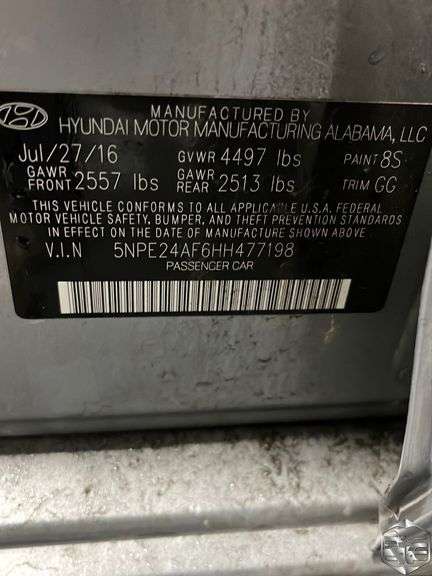 MANUFACTURED BY
HYUNDAI MOTOR MANUFACTURING ALABAMA, LLC
Jul/27/16 GVWR 4497 lbs PAINT 8S
GAWR FRONT 2557 lbs GAWR REAR 2513 lbs TRIM GG
THIS VEHICLE CONFORMS TO ALL APPLICABLE U.S.A. FEDERAL
MOTOR VEHICLE SAFETY, BUMPER, AND THEFT PREVENTION STANDARDS
IN EFFECT ON THE DATE OF MANUFACTURE SHOWN ABOVE.
V.I.N 5NPE24AF6HH477198
PASSENGER CAR